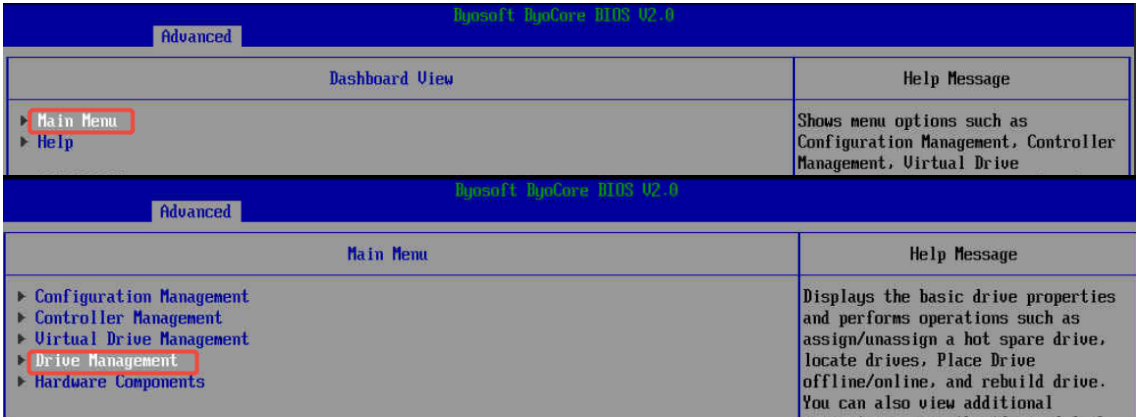 Byosoft ByoCore BIOS V2.0
Advanced
Dashboard View
Help Message
Main Menu
Help
Shows menu options such as
Configuration Management, Controller
Management, Virtual Drive
Byosoft ByoCore BIOS V2.0
Advanced
Main Menu
Help Message
Configuration Management
Controller Management
Virtual Drive Management
Drive Management
Hardware Components
Displays the basic drive properties
and performs operations such as
assign/unassign a hot spare drive,
locate drives, Place Drive
offline/online, and rebuild drive.
You can also view additional